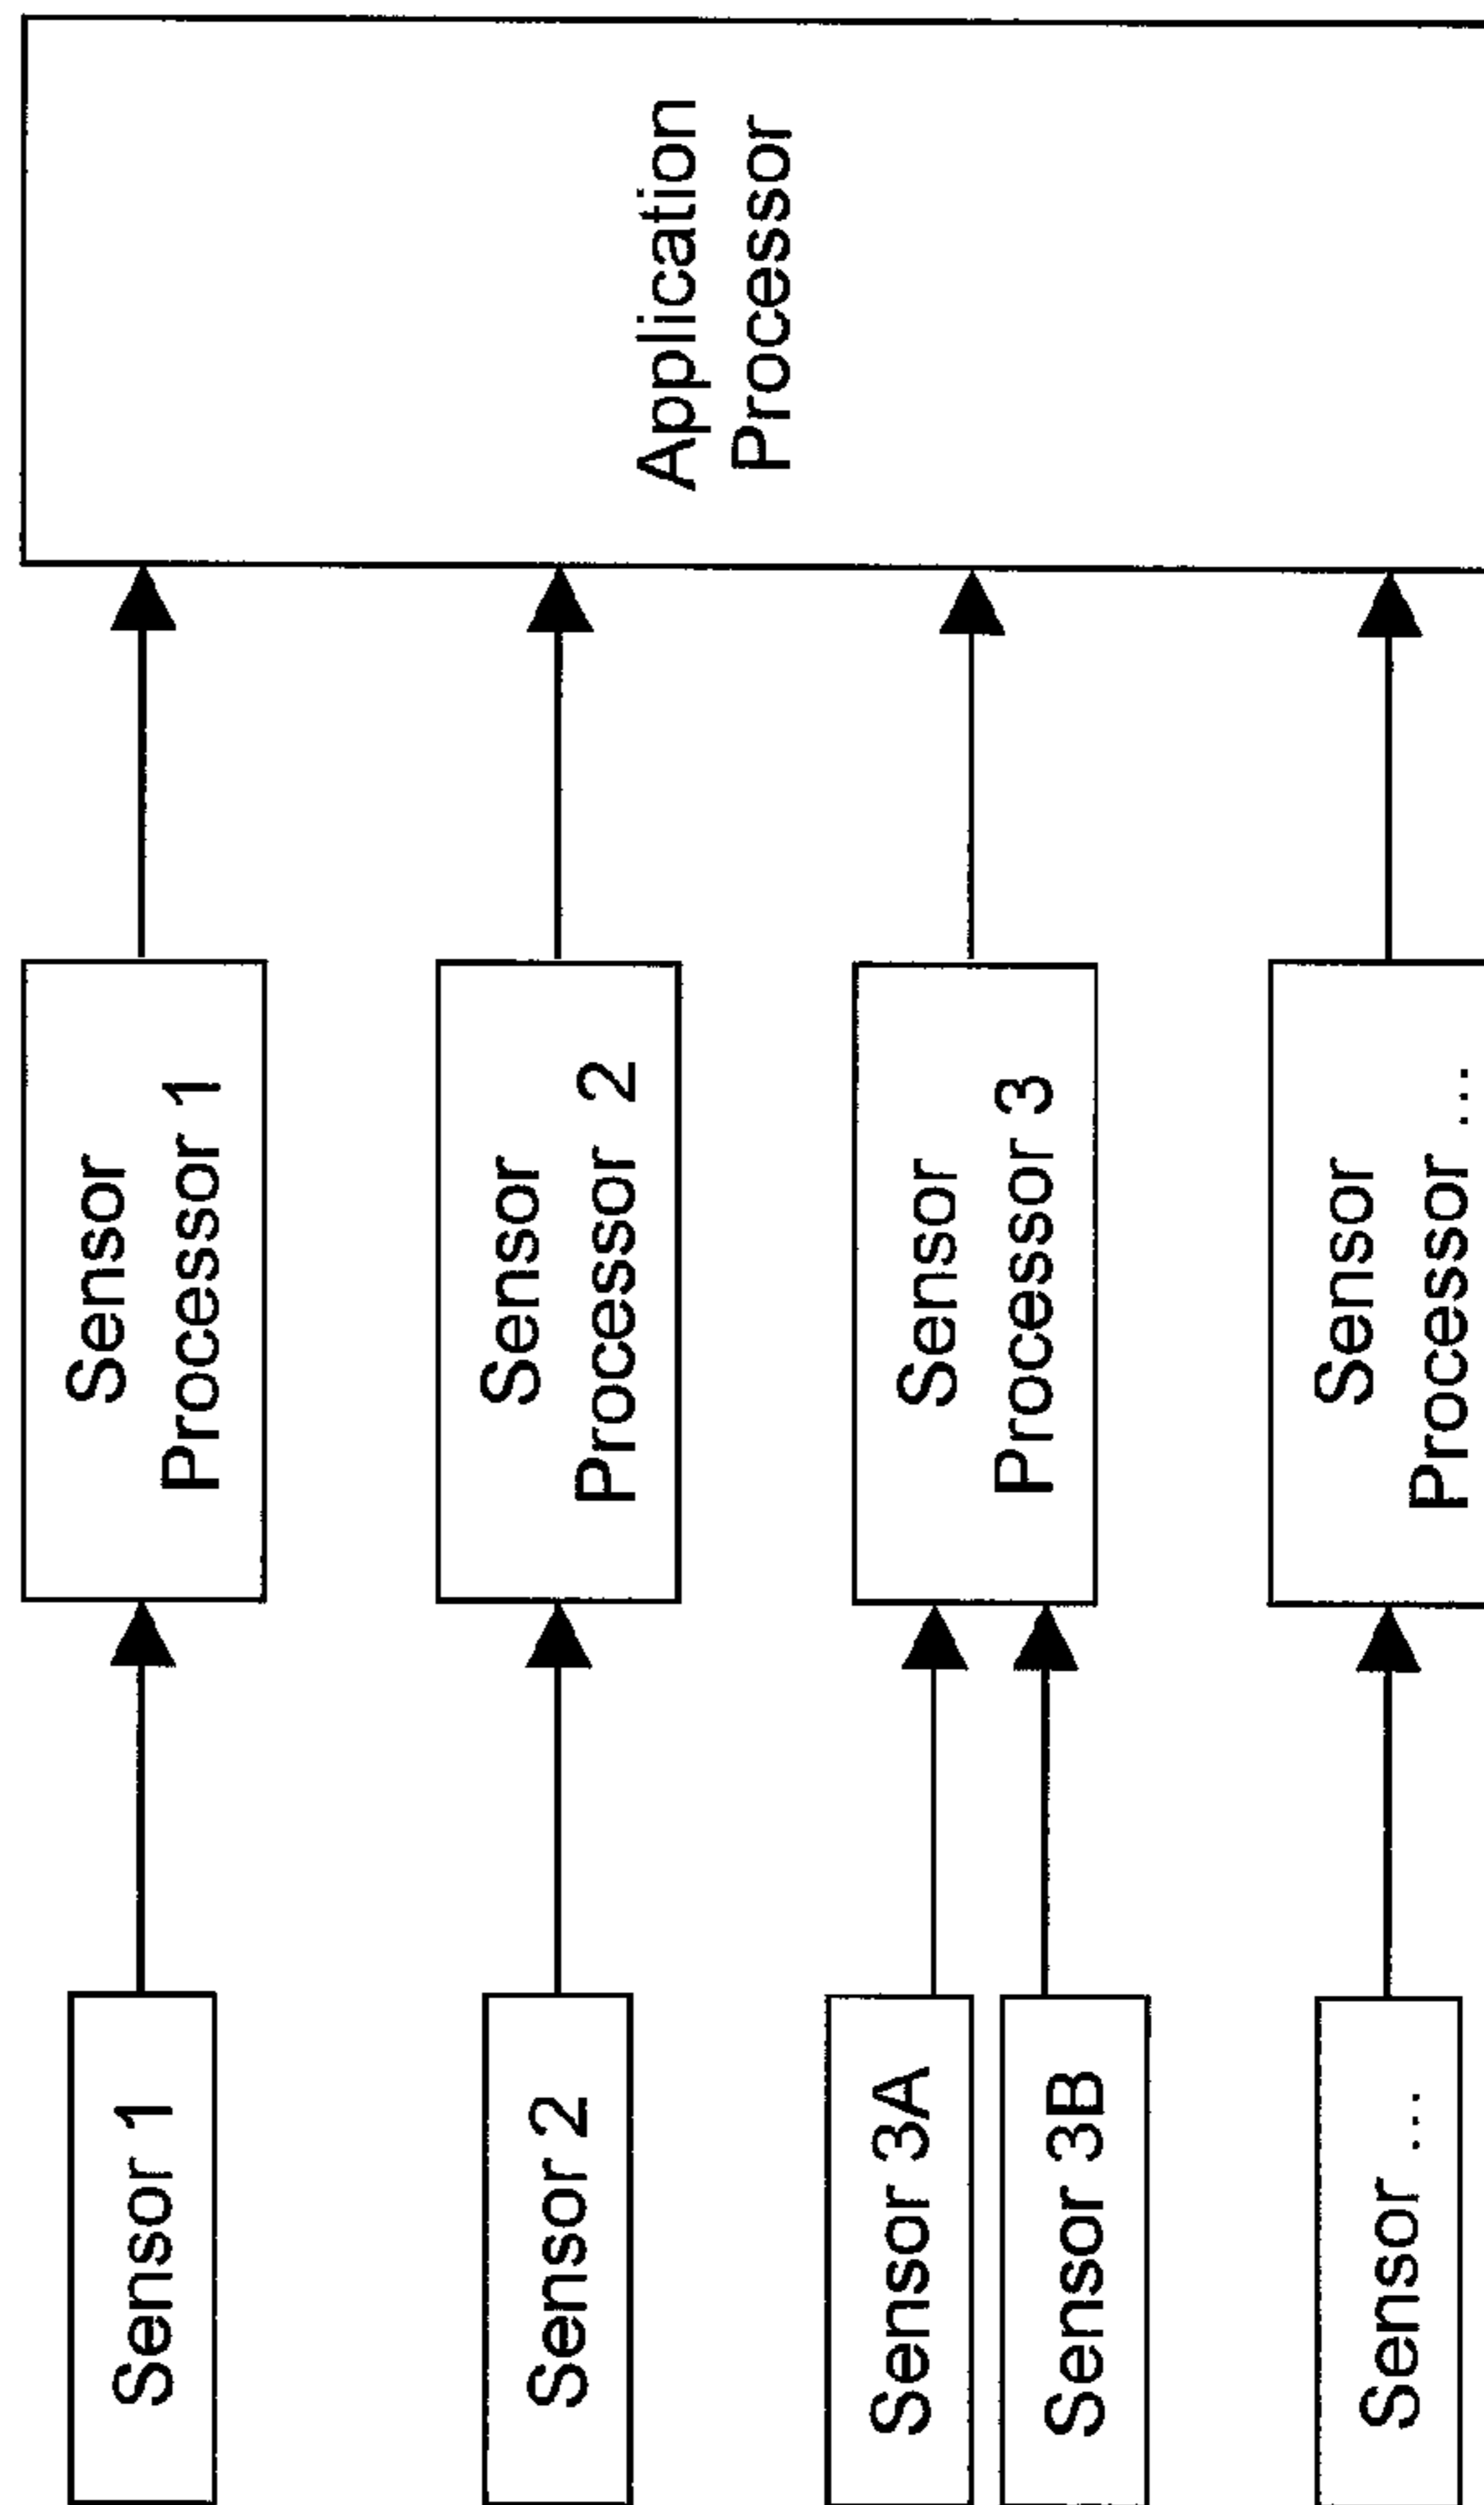 Sensor 1
Sensor
Processor 1
Sensor 2
Sensor
Processor 2
Application
Processor
Sensor 3A
Sensor 3B
Sensor
Processor 3
Sensor ...
Sensor
Processor ...